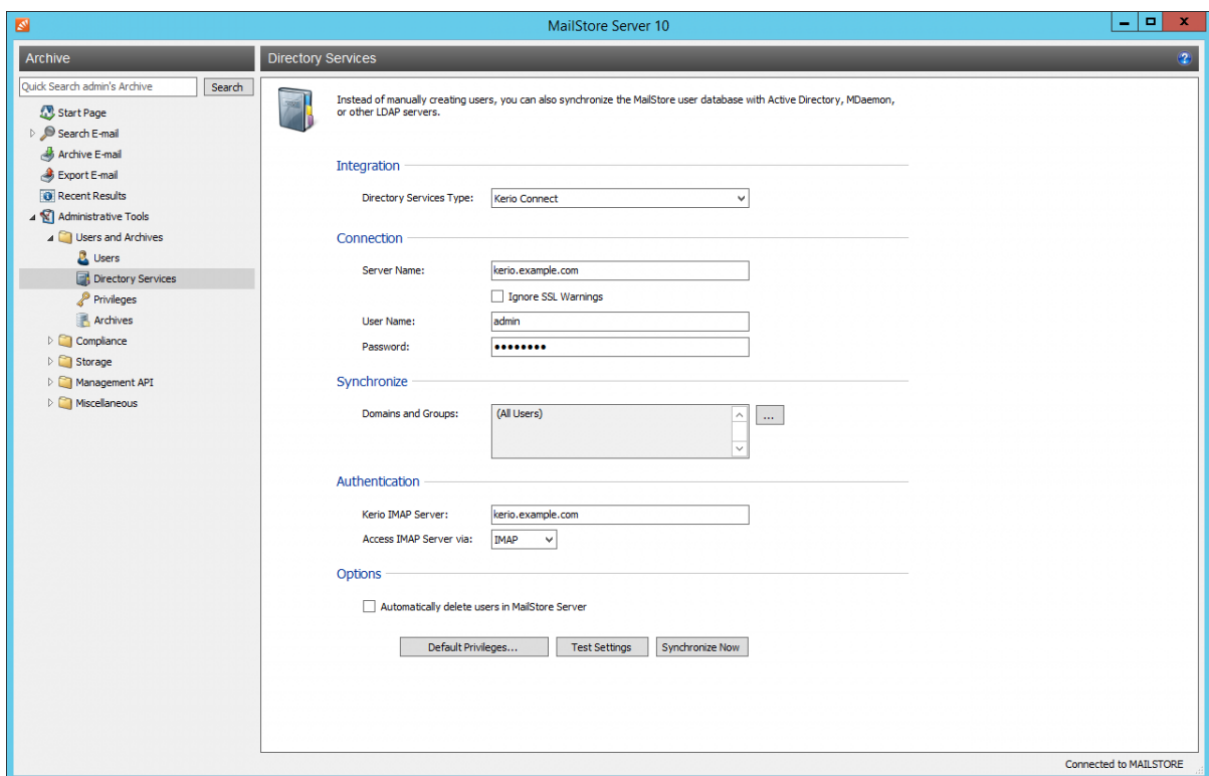 MailStore Server 10
Archive
Quick Search admin's Archive
Search
Start Page
Search E-mail
Archive E-mail
Export E-mail
Recent Results
Administrative Tools
Users and Archives
Users
Directory Services
Privileges
Archives
Compliance
Storage
Management API
Miscellaneous
Directory Services
?
Instead of manually creating users, you can also synchronize the MailStore user database with Active Directory, MDaemon,
or other LDAP servers.
Integration
Directory Services Type: Kerio Connect
Connection
Server Name: kerio.example.com
Ignore SSL Warnings
User Name: admin
Password: ••••••••
Synchronize
Domains and Groups: (All Users)
...
Authentication
Kerio IMAP Server: kerio.example.com
Access IMAP Server via: IMAP
Options
Automatically delete users in MailStore Server
Default Privileges... Test Settings Synchronize Now
Connected to MAILSTORE